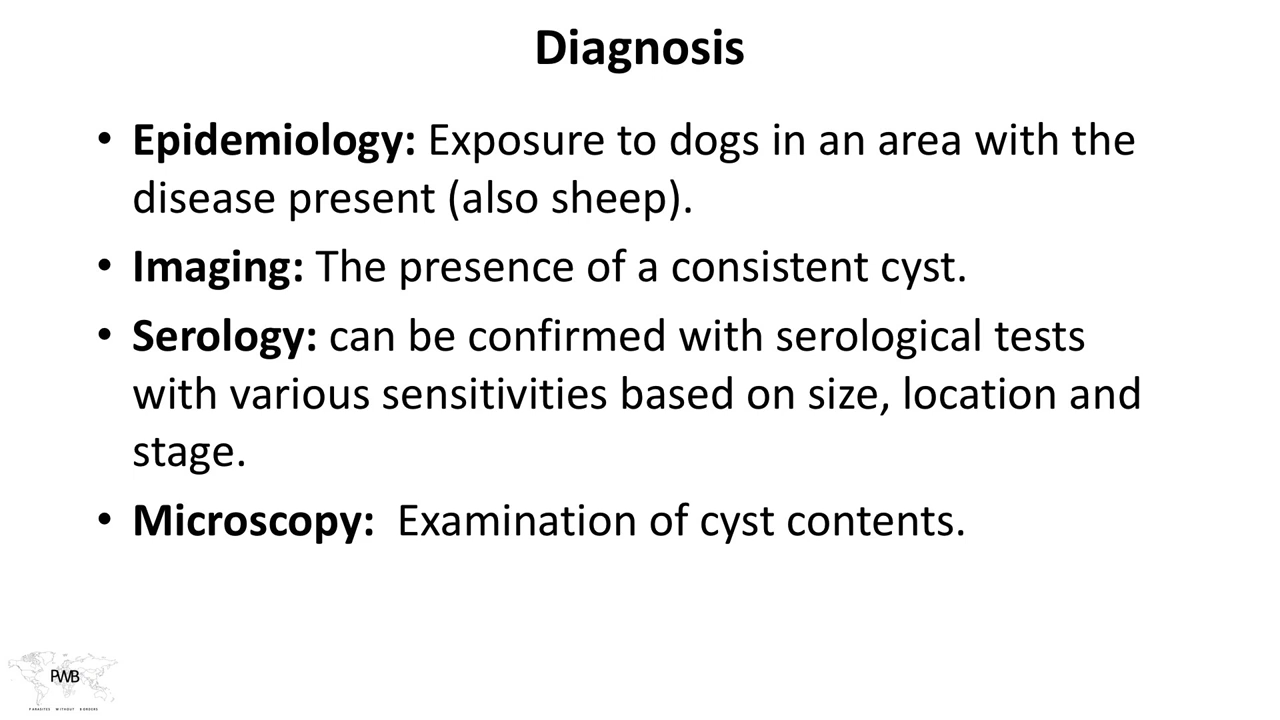 Diagnosis
• Epidemiology: Exposure to dogs in an area with the
disease present (also sheep).
• Imaging: The presence of a consistent cyst.
• Serology: can be confirmed with serological tests
with various sensitivities based on size, location and
stage.
• Microscopy:  Examination of cyst contents.
PWB
PARASITES WITHOUT BORDERS